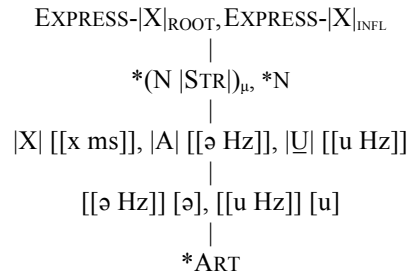 EXPRESS-|X|ROOT, EXPRESS-|X|INFL
*(N |STR|)μ, *N
|X| [[x ms]], |A| [[ə Hz]], |U̲| [[u Hz]]
[[ə Hz]] [ə], [[u Hz]] [u]
*ART